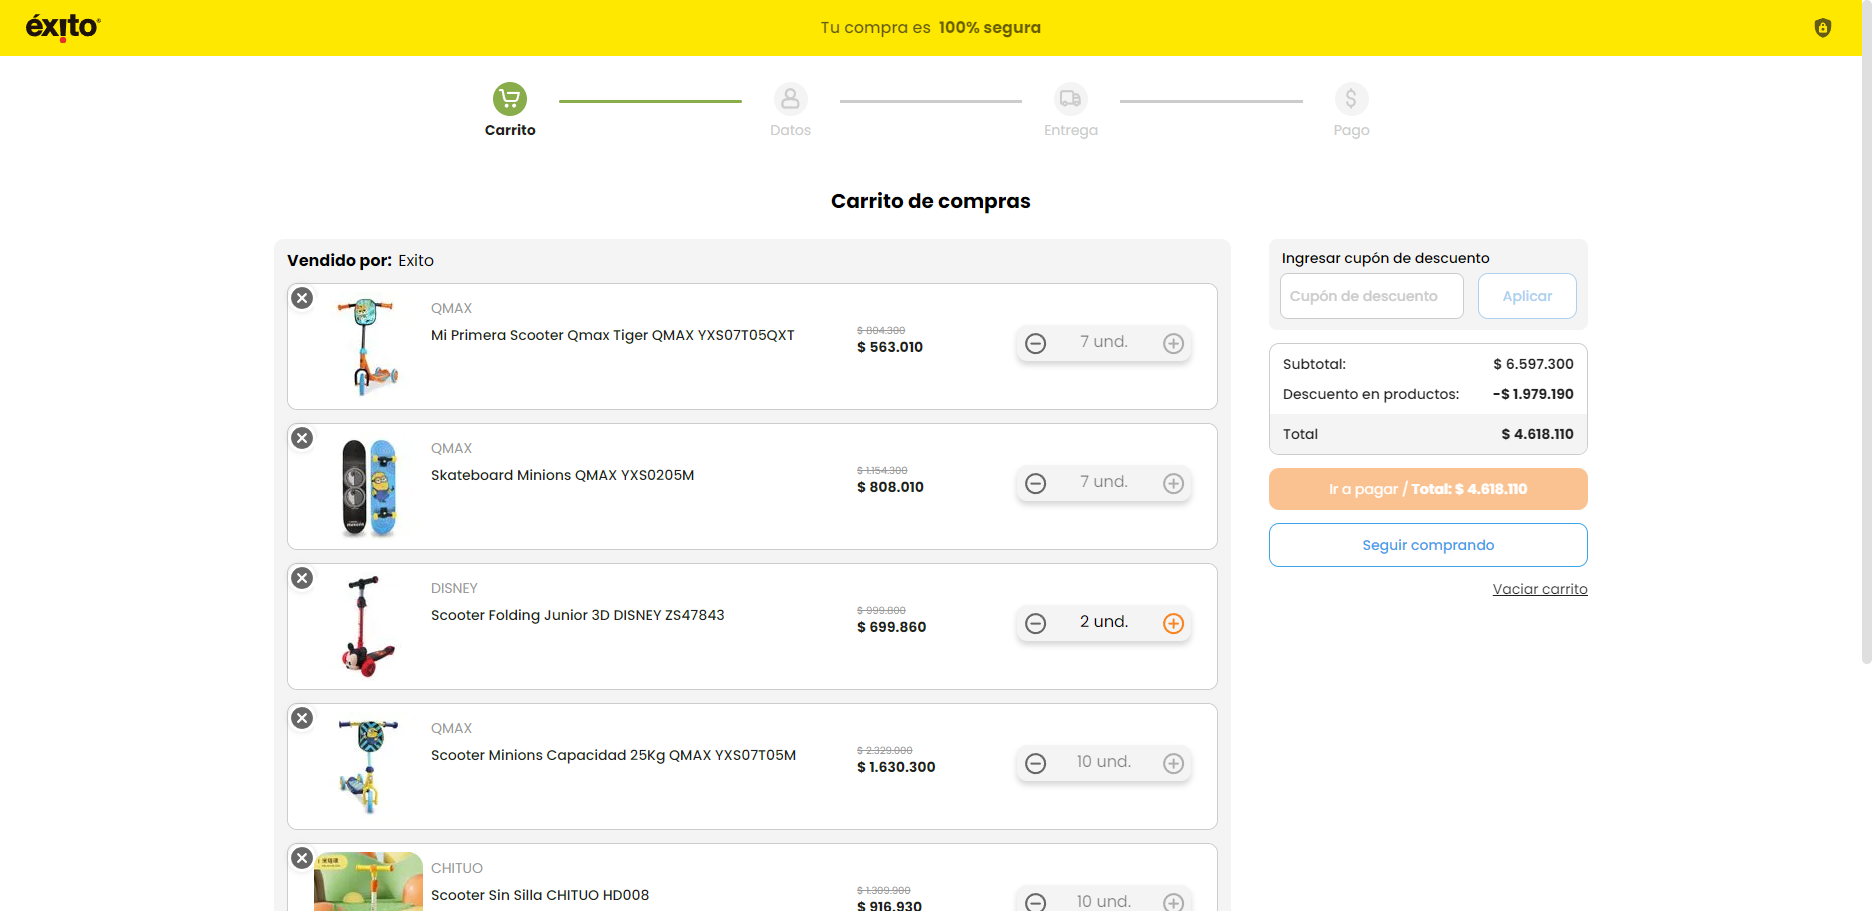 éxito
Tu compra es 100% segura
Carrito
Datos
Entrega
Pago
Carrito de compras
Vendido por: Exito
QMAX
Mi Primera Scooter Qmax Tiger QMAX YXS07T05QXT
$ 804.300
$ 563.010
7 und.
QMAX
Skateboard Minions QMAX YXS0205M
$ 1.154.300
$ 808.010
7 und.
DISNEY
Scooter Folding Junior 3D DISNEY ZS47843
$ 999.800
$ 699.860
2 und.
QMAX
Scooter Minions Capacidad 25Kg QMAX YXS07T05M
$ 2.329.000
$ 1.630.300
10 und.
CHITUO
Scooter Sin Silla CHITUO HD008
$ 1.309.900
$ 916.930
10 und.
Ingresar cupón de descuento
Cupón de descuento
Aplicar
Subtotal: $ 6.597.300
Descuento en productos: -$ 1.979.190
Total $ 4.618.110
Ir a pagar / Total: $ 4.618.110
Seguir comprando
Vaciar carrito